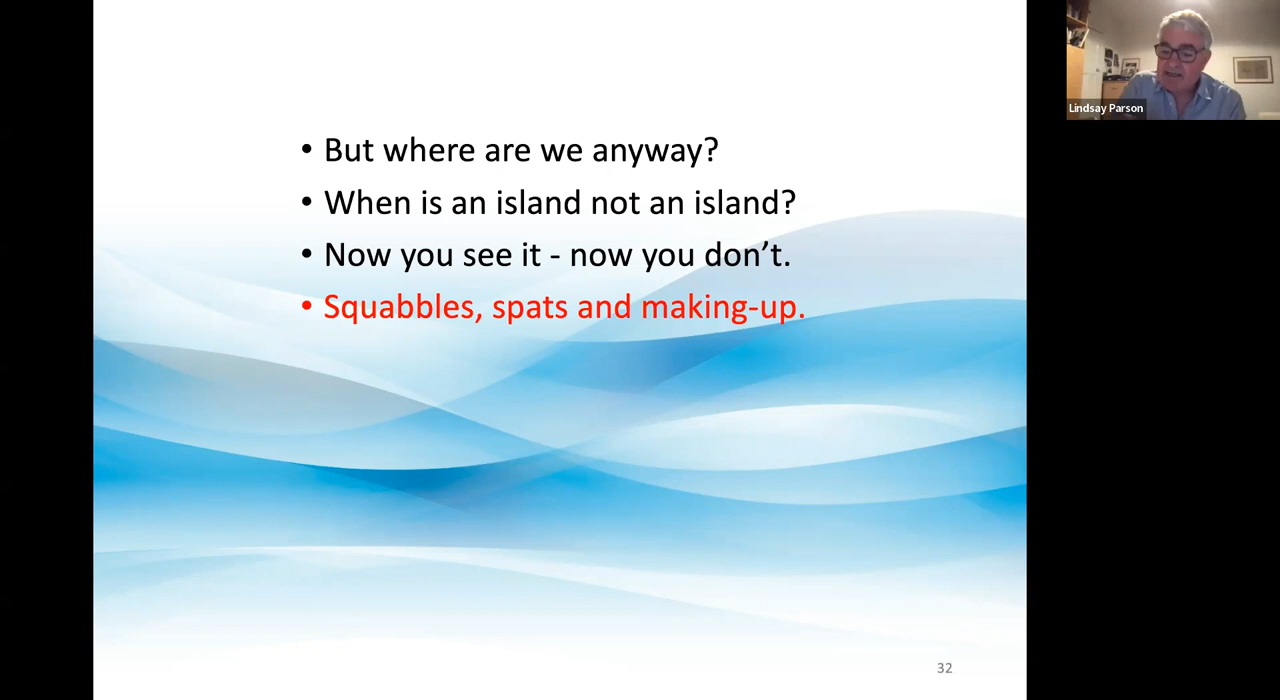 • But where are we anyway?
• When is an island not an island?
• Now you see it - now you don’t.
• Squabbles, spats and making-up.
Lindsay Parson
32